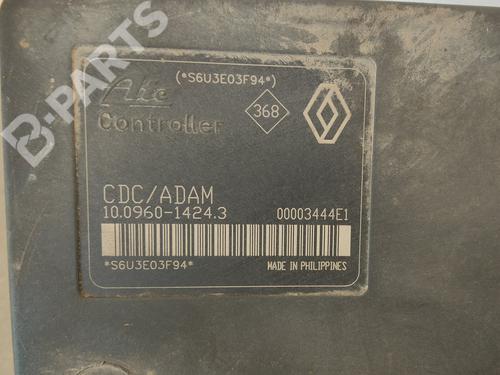 B-PARTS
(*S6U3E03F94*)
Ate
Controller
368
CDC/ADAM
10.0960-1424.3 00003444E1
*S6U3E03F94*
MADE IN PHILIPPINES